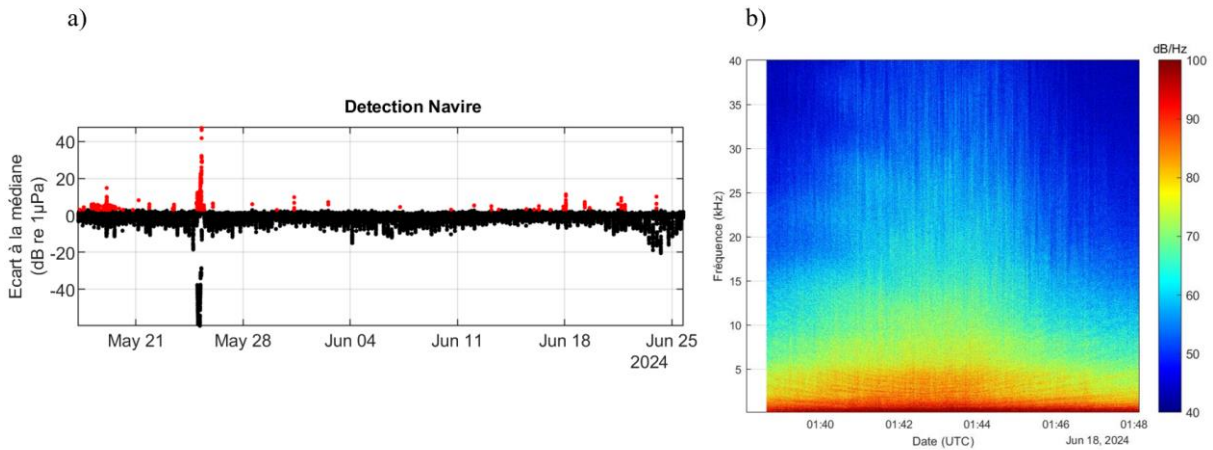 a)
Detection Navire
Ecart à la médiane
(dB re 1µPa)
40
20
0
-20
-40
May 21
May 28
Jun 04
Jun 11
Jun 18
Jun 25
2024
b)
dB/Hz
40
35
30
25
20
15
10
5
Fréquence (kHz)
01:40
01:42
01:44
01:46
01:48
Date (UTC)
Jun 18, 2024
100
90
80
70
60
50
40